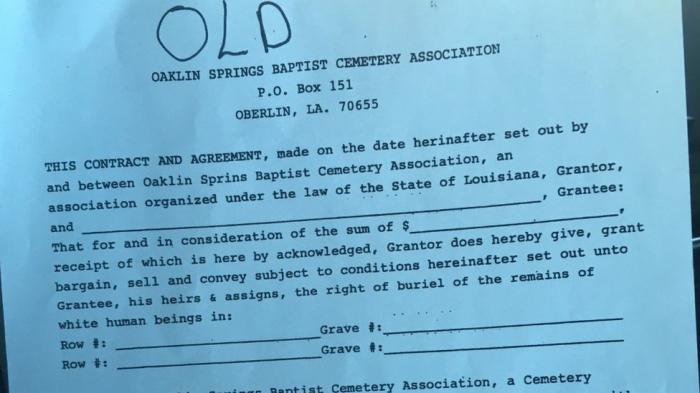 OLD
OAKLIN SPRINGS BAPTIST CEMETERY ASSOCIATION
P.O. Box 151
OBERLIN, LA. 70655
THIS CONTRACT AND AGREEMENT, made on the date herinafter set out by
and between Oaklin Sprins Baptist Cemetery Association, an
association organized under the law of the State of Louisiana, Grantor,
and , Grantee:
That for and in consideration of the sum of $ ,
receipt of which is here by acknowledged, Grantor does hereby give, grant
bargain, sell and convey subject to conditions hereinafter set out unto
Grantee, his heirs & assigns, the right of burial of the remains of
white human beings in:
Row #: Grave #:
Row #: Grave #:
Springs Baptist Cemetery Association, a Cemetery